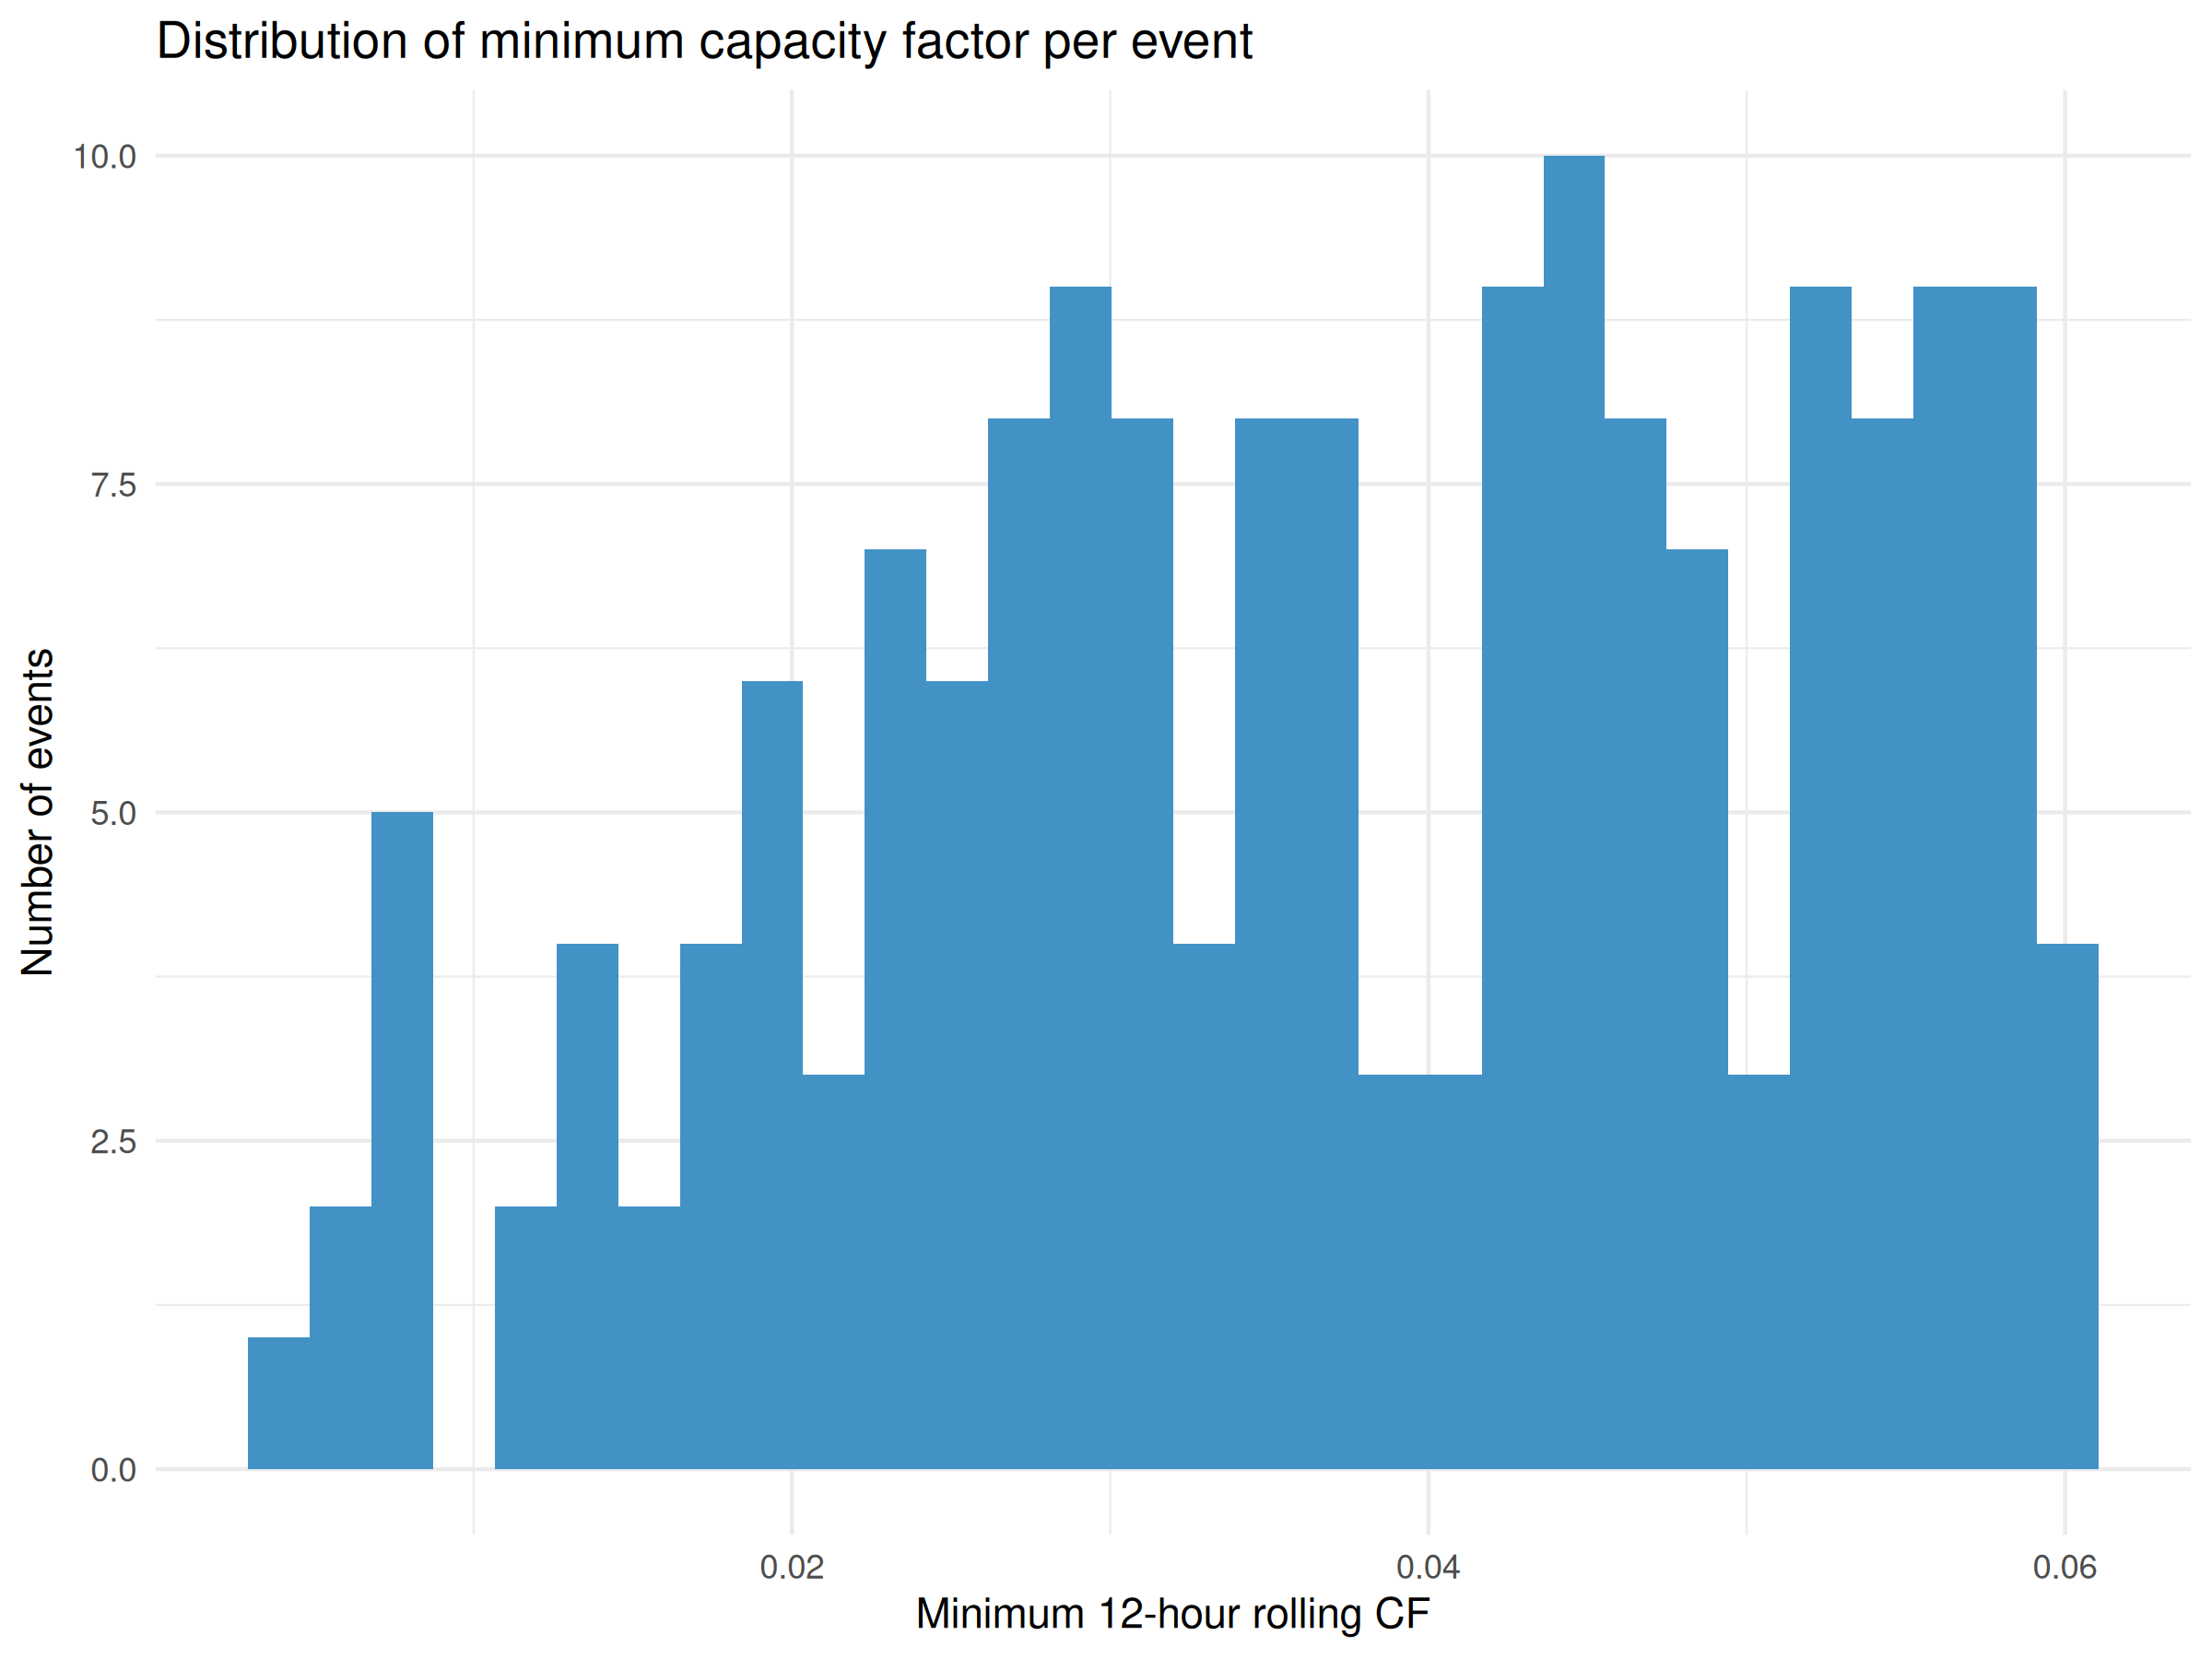 Distribution of minimum capacity factor per event
10.0
7.5
5.0
2.5
0.0
Number of events
0.02
0.04
0.06
Minimum 12-hour rolling CF